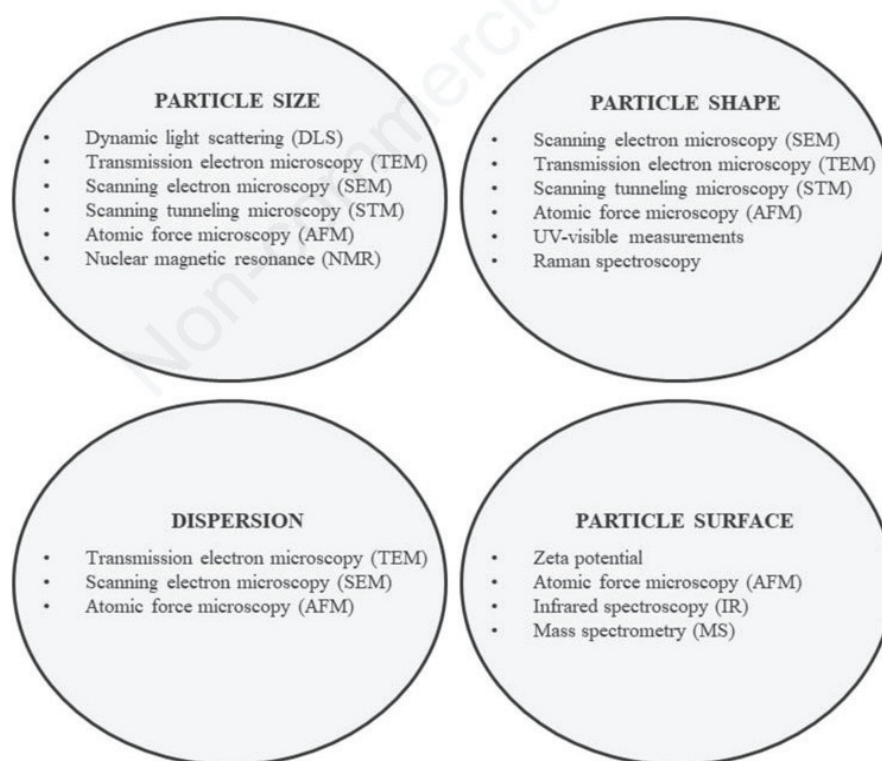 PARTICLE SIZE
• Dynamic light scattering (DLS)
• Transmission electron microscopy (TEM)
• Scanning electron microscopy (SEM)
• Scanning tunneling microscopy (STM)
• Atomic force microscopy (AFM)
• Nuclear magnetic resonance (NMR)
PARTICLE SHAPE
• Scanning electron microscopy (SEM)
• Transmission electron microscopy (TEM)
• Scanning tunneling microscopy (STM)
• Atomic force microscopy (AFM)
• UV-visible measurements
• Raman spectroscopy
DISPERSION
• Transmission electron microscopy (TEM)
• Scanning electron microscopy (SEM)
• Atomic force microscopy (AFM)
PARTICLE SURFACE
• Zeta potential
• Atomic force microscopy (AFM)
• Infrared spectroscopy (IR)
• Mass spectrometry (MS)